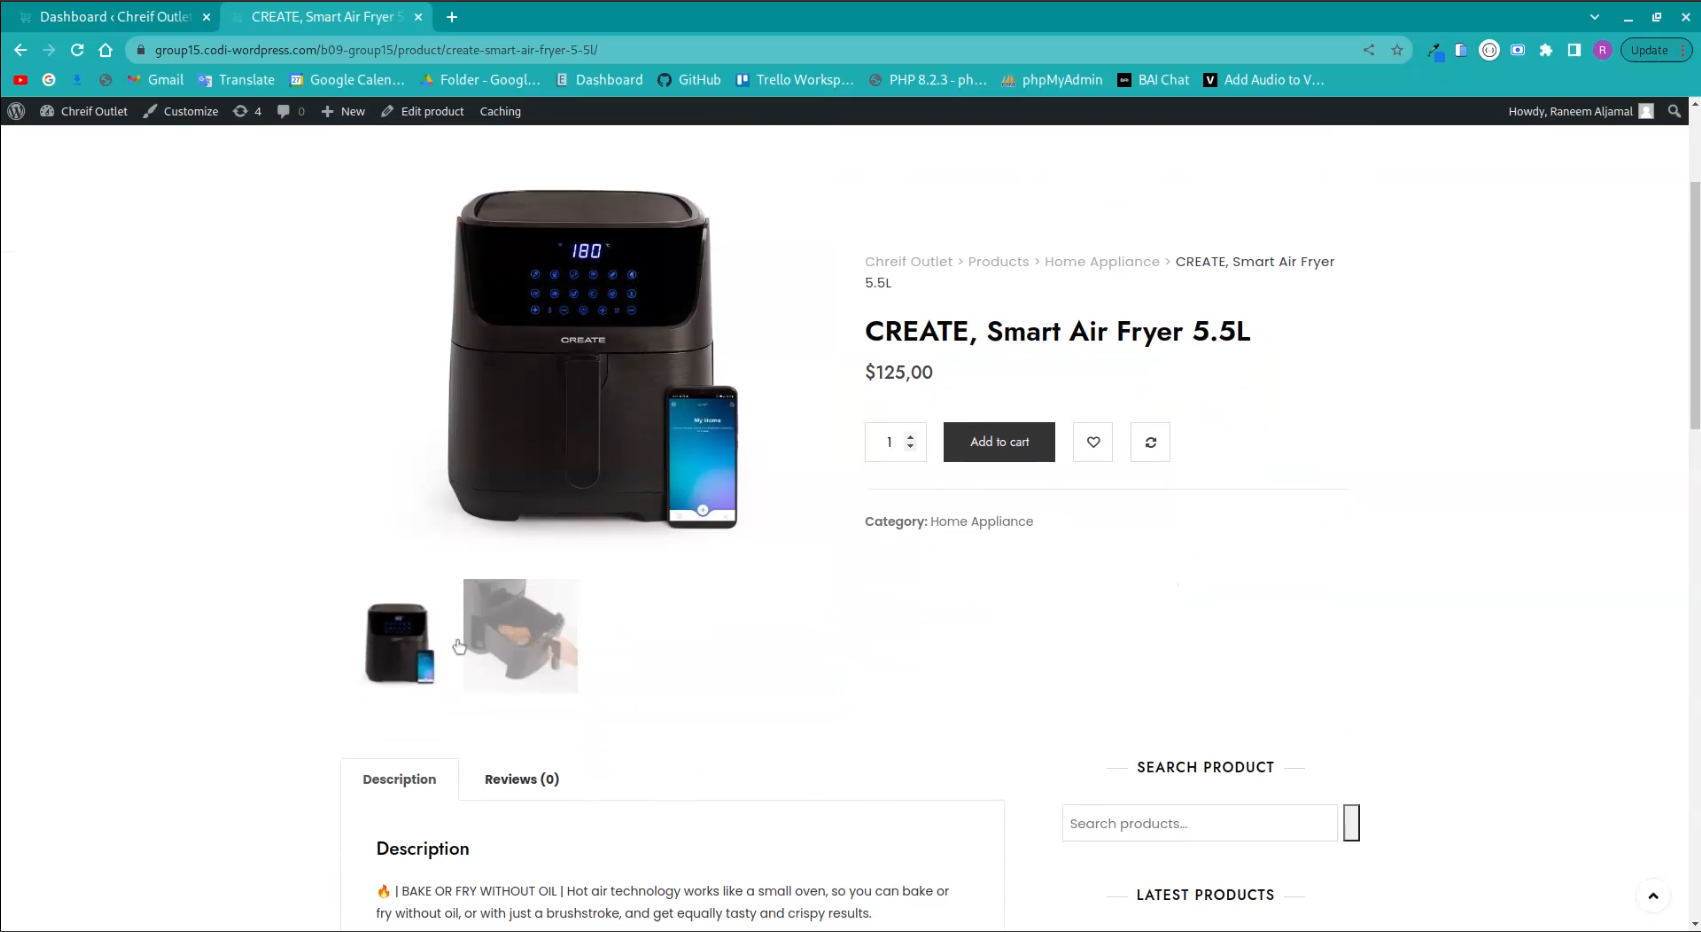 Dashboard ‹ Chreif Outlet
CREATE, Smart Air Fryer 5
group15.codi-wordpress.com/b09-group15/product/create-smart-air-fryer-5-5l/
R
Update
Gmail
Translate
Google Calen...
Folder - Googl...
Dashboard
GitHub
Trello Worksp...
PHP 8.2.3 - ph...
phpMyAdmin
BAI Chat
Add Audio to V...
Chreif Outlet
Customize
4
0
New
Edit product
Caching
Howdy, Raneem Aljamal
180
CREATE
My Home
Chreif Outlet > Products > Home Appliance > CREATE, Smart Air Fryer
5.5L
CREATE, Smart Air Fryer 5.5L
$125,00
1
Add to cart
Category: Home Appliance
Description
Reviews (0)
SEARCH PRODUCT
Search products...
Description
🔥 | BAKE OR FRY WITHOUT OIL | Hot air technology works like a small oven, so you can bake or
fry without oil, or with just a brushstroke, and get equally tasty and crispy results.
LATEST PRODUCTS